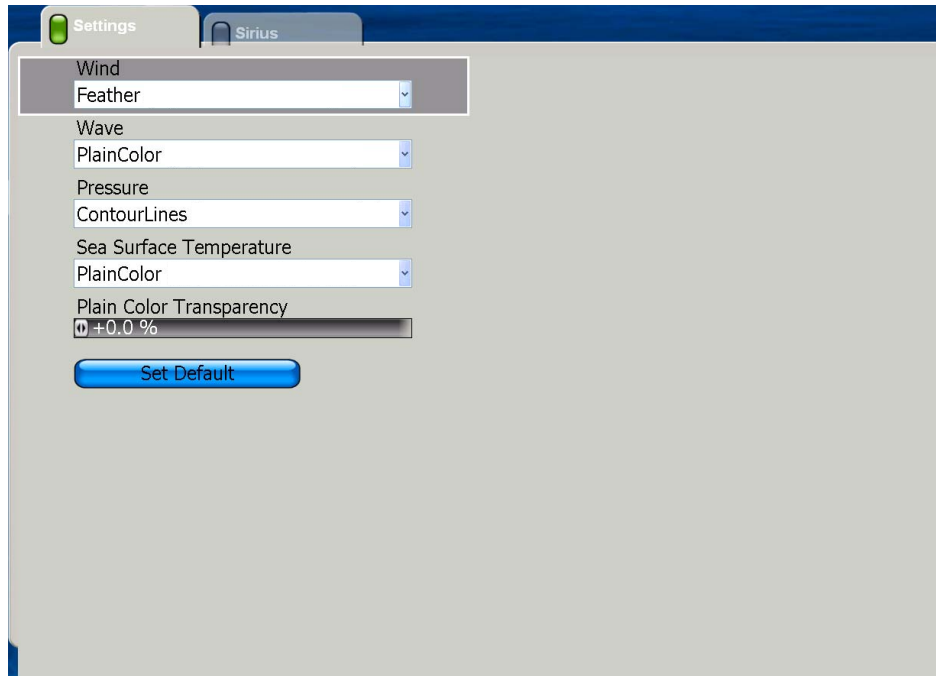 Settings
Sirius
Wind
Feather
Wave
PlainColor
Pressure
ContourLines
Sea Surface Temperature
PlainColor
Plain Color Transparency
+0.0 %
Set Default